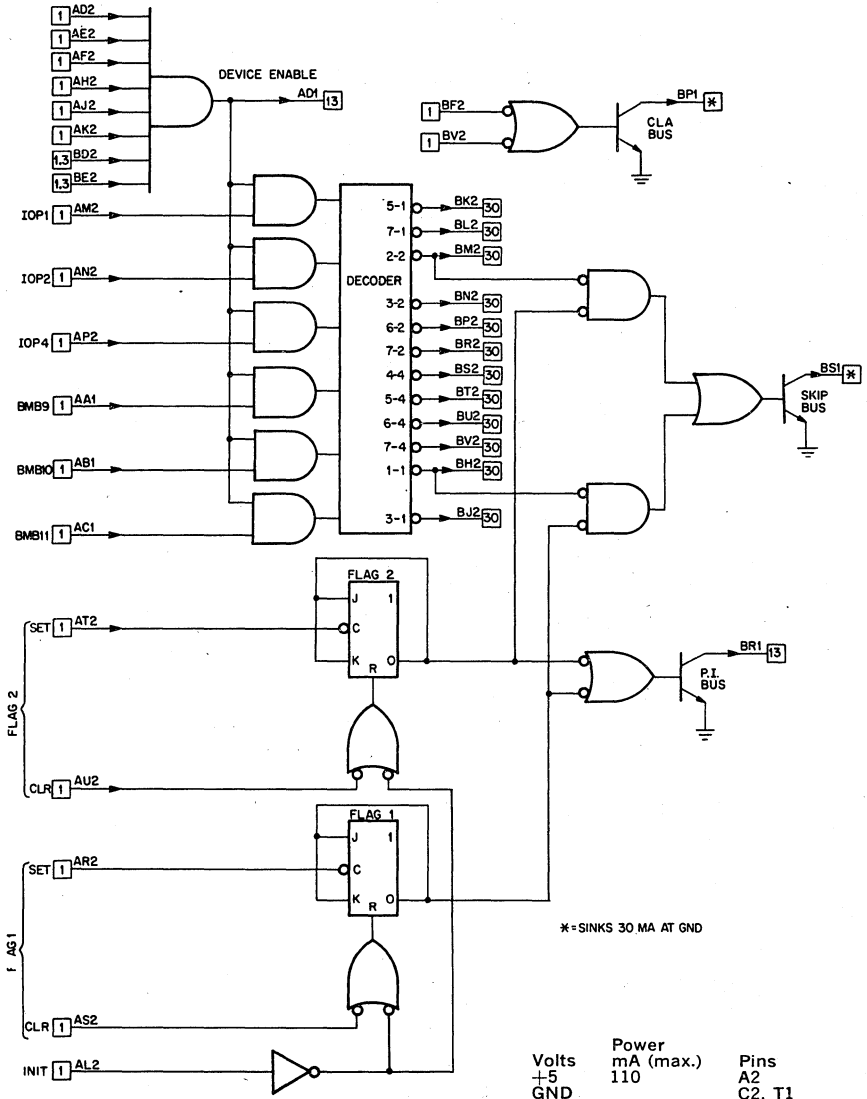 1 AD2
1 AE2
1 AF2
1 AH2
1 AJ2
1 AK2
1.3 BD2
1.3 BE2
DEVICE ENABLE
AD1 13
1 BF2
1 BV2
BP1 *
CLA
BUS
IOP1 1 AM2
IOP2 1 AN2
IOP4 1 AP2
BMB9 1 AA1
BMB10 1 AB1
BMB11 1 AC1
DECODER
5-1 BK2 30
7-1 BL2 30
2-2 BM2 30
3-2 BN2 30
6-2 BP2 30
7-2 BR2 30
4-4 BS2 30
5-4 BT2 30
6-4 BU2 30
7-4 BV2 30
1-1 BH2 30
3-1 BJ2 30
BS1 *
SKIP
BUS
FLAG 2
J 1
C
K R 0
FLAG 2
SET 1 AT2
CLR 1 AU2
BR1 13
P.I.
BUS
FLAG 1
J 1
C
K R 0
F AG 1
SET 1 AR2
CLR 1 AS2
INIT 1 AL2
*=SINKS 30 MA AT GND
Power
Volts mA (max.) Pins
+5 110 A2
GND C2, T1